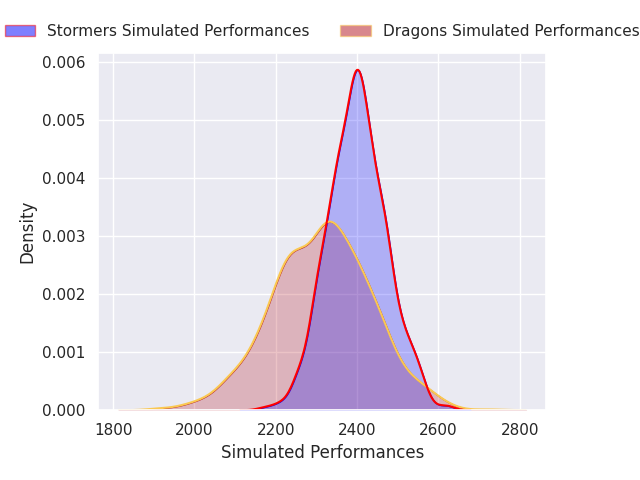 Stormers Simulated Performances
Dragons Simulated Performances
0.006
0.005
0.004
0.003
0.002
0.001
0.000
Density
1800 2000 2200 2400 2600 2800
Simulated Performances